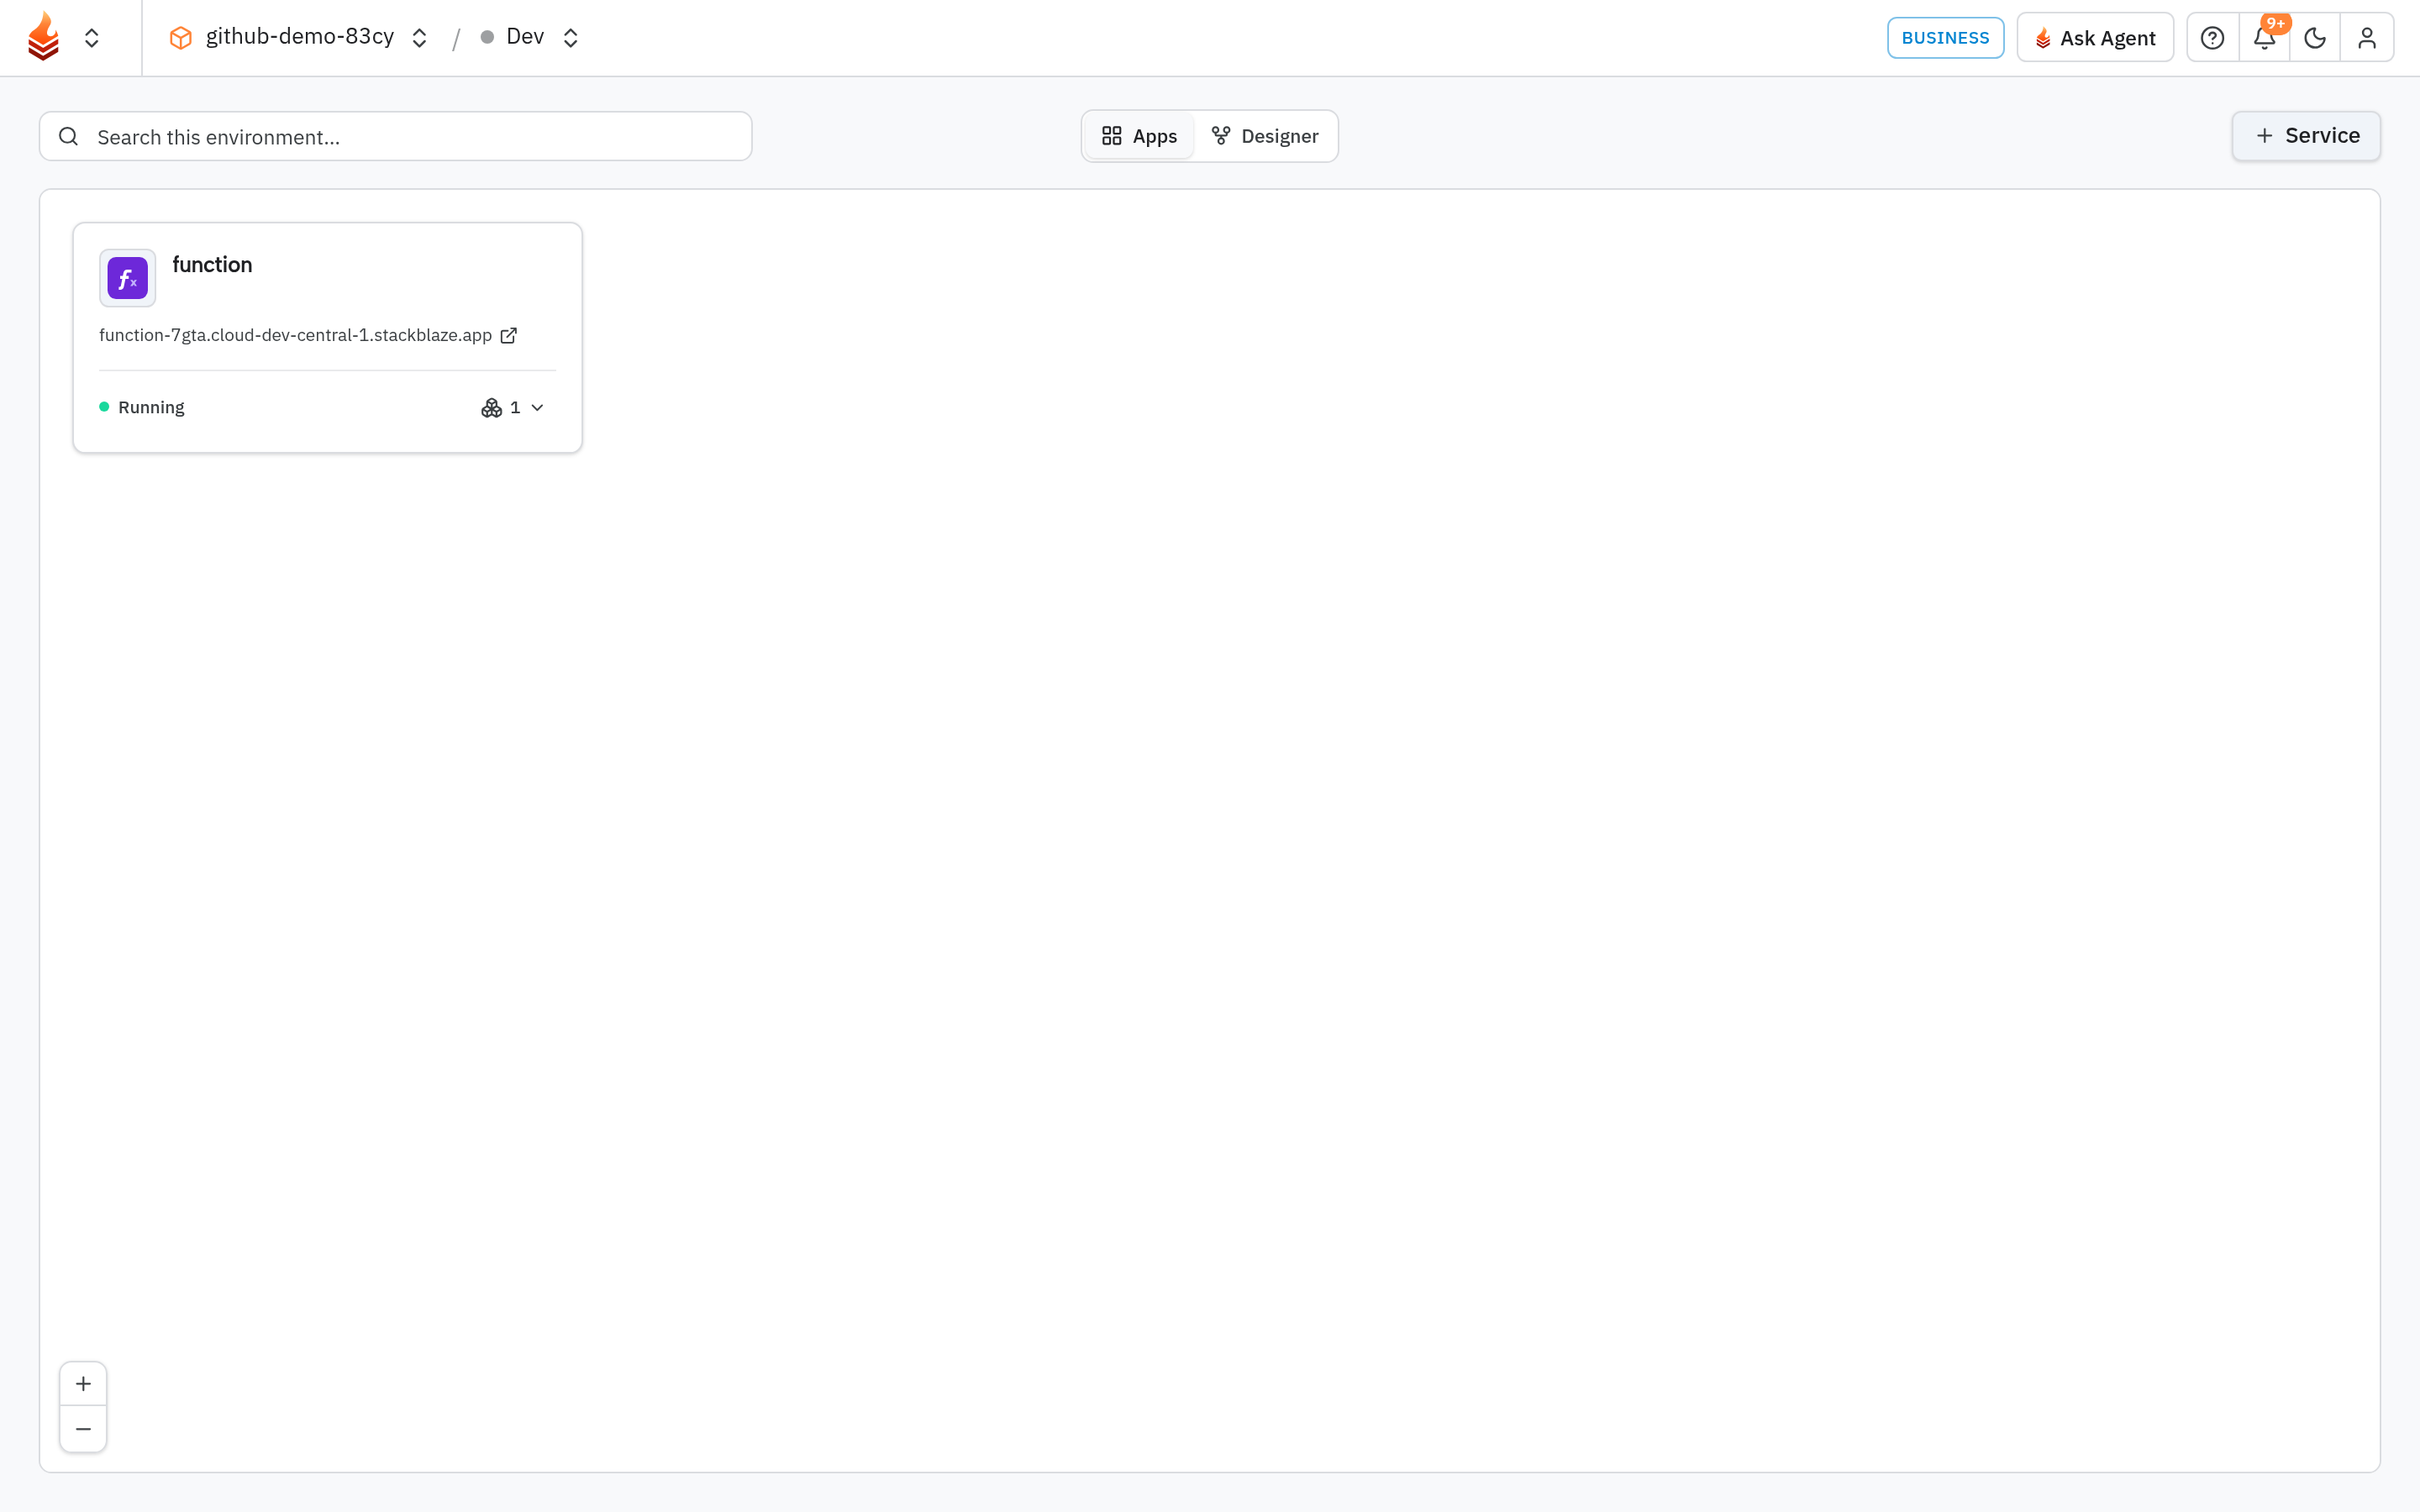 github-demo-83cy / Dev
BUSINESS
Ask Agent
9+
Search this environment...
Apps
Designer
+ Service
fx
function
function-7gta.cloud-dev-central-1.stackblaze.app
Running
1